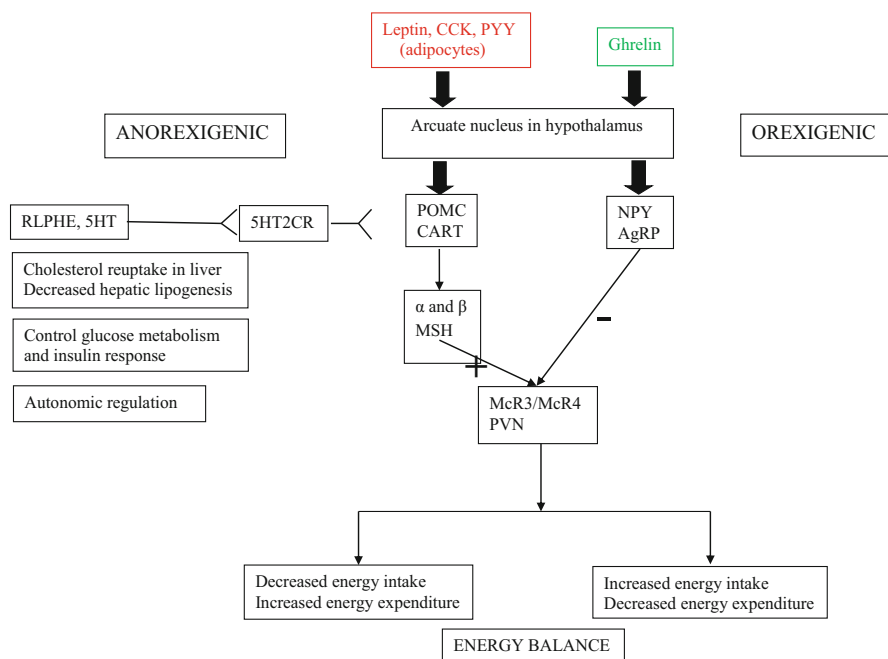 Leptin, CCK, PYY
(adipocytes)
Ghrelin
ANOREXIGENIC
Arcuate nucleus in hypothalamus
OREXIGENIC
RLPHE, 5HT
5HT2CR
POMC
CART
NPY
AgRP
Cholesterol reuptake in liver
Decreased hepatic lipogenesis
α and β
MSH
Control glucose metabolism
and insulin response
+
-
Autonomic regulation
McR3/McR4
PVN
Decreased energy intake
Increased energy expenditure
Increased energy intake
Decreased energy expenditure
ENERGY BALANCE